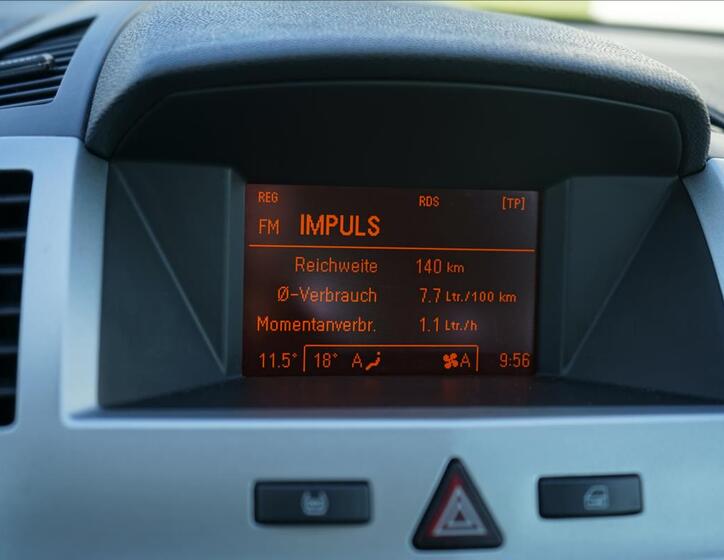 REG RDS [TP]
FM IMPULS
Reichweite 140 km
Ø-Verbrauch 7.7 Ltr./100 km
Momentanverbr. 1.1 Ltr./h
11.5° 18° A A 9:56